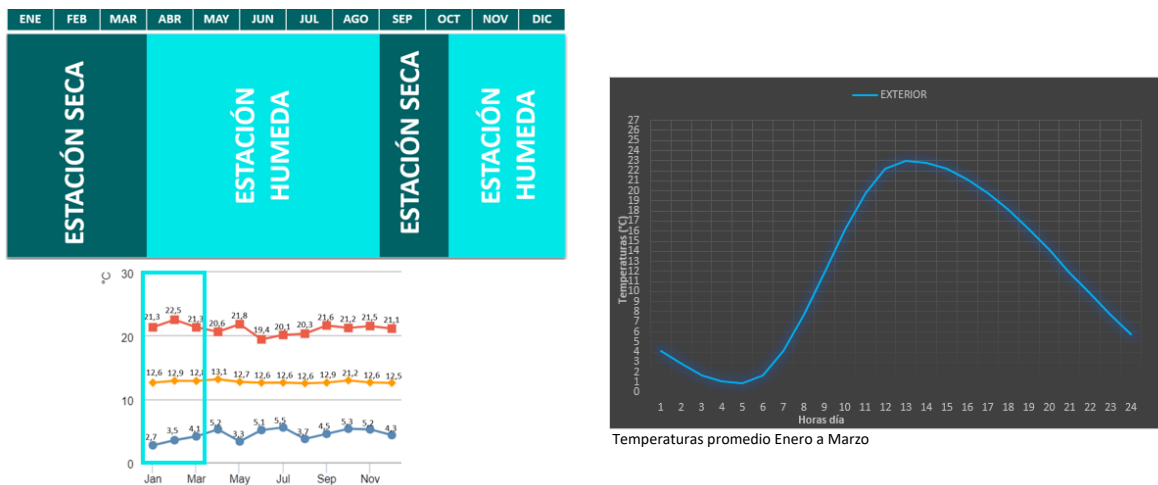 ENE FEB MAR ABR MAY JUN JUL AGO SEP OCT NOV DIC
ESTACIÓN SECA
ESTACIÓN
HUMEDA
ESTACIÓN SECA
ESTACIÓN
HUMEDA
°C
30
21,3 22,5 21,3 20,6 21,8 19,4 20,1 20,3 21,6 21,2 21,5 21,1
20
12,6 12,9 12,8 13,1 12,7 12,6 12,6 12,6 12,9 21,2 12,6 12,5
10
2,7 3,5 4,1 5,2 3,3 5,1 5,5 3,7 4,5 5,3 5,2 4,3
0
Jan Mar May Jul Sep Nov
EXTERIOR
Temperaturas (°C)
27
26
25
24
23
22
21
20
19
18
17
16
15
14
13
12
11
10
9
8
7
6
5
4
3
2
1
0
1 2 3 4 5 6 7 8 9 10 11 12 13 14 15 16 17 18 19 20 21 22 23 24
Horas día
Temperaturas promedio Enero a Marzo